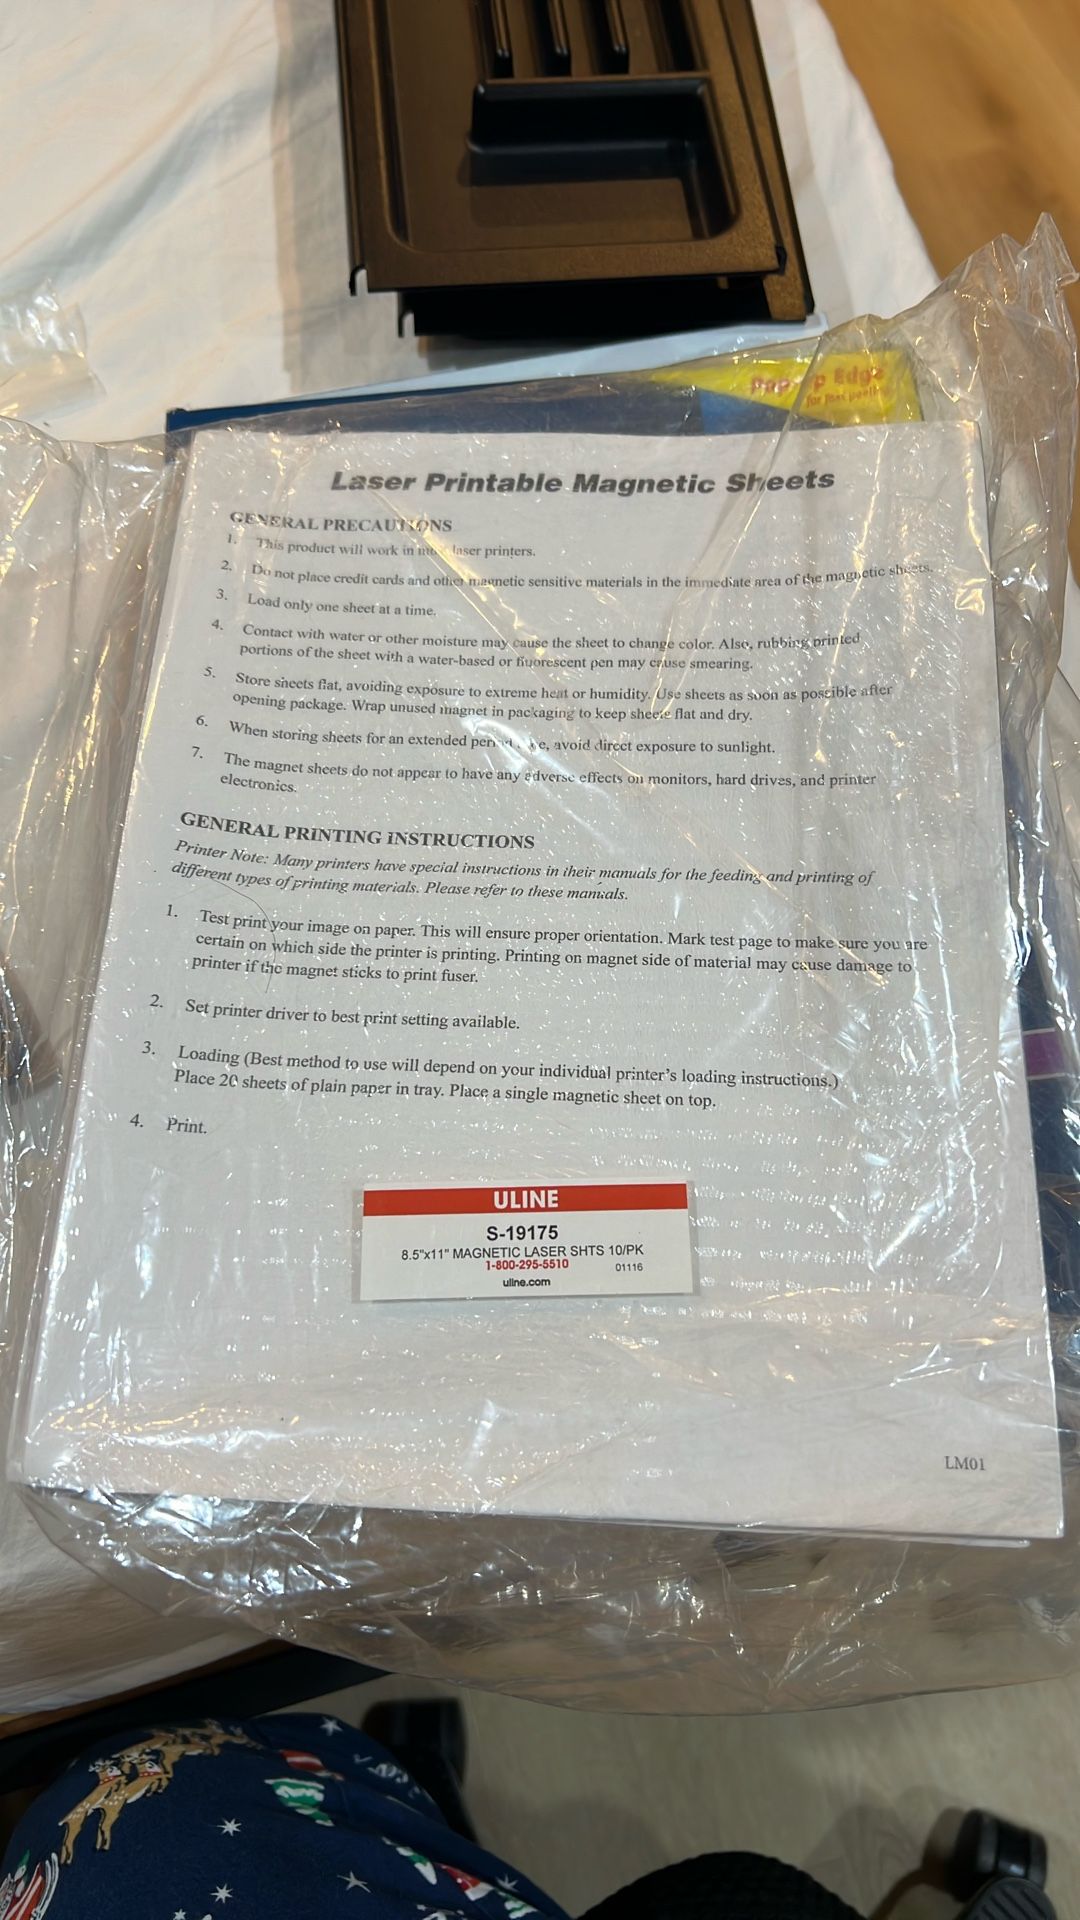 Pop-up Edge
for fast peeling
Laser Printable Magnetic Sheets
GENERAL PRECAUTIONS
1. This product will work in most laser printers.
2. Do not place credit cards and other magnetic sensitive materials in the immediate area of the magnetic sheets.
3. Load only one sheet at a time.
4. Contact with water or other moisture may cause the sheet to change color. Also, rubbing printed
portions of the sheet with a water-based or fluorescent pen may cause smearing.
5. Store sheets flat, avoiding exposure to extreme heat or humidity. Use sheets as soon as possible after
opening package. Wrap unused magnet in packaging to keep sheets flat and dry.
6. When storing sheets for an extended avoid direct exposure to sunlight.
7. The magnet sheets do not appear to have any adverse effects on monitors, hard drives, and printer
electronics.
GENERAL PRINTING INSTRUCTIONS
Printer Note: Many printers have special instructions in their manuals for the feeding and printing of
different types of printing materials. Please refer to these manuals.
1. Test print your image on paper. This will ensure proper orientation. Mark test page to make sure you are
certain on which side the printer is printing. Printing on magnet side of material may cause damage to
printer if the magnet sticks to print fuser.
2. Set printer driver to best print setting available.
3. Loading (Best method to use will depend on your individual printer's loading instructions.)
Place 20 sheets of plain paper in tray. Place a single magnetic sheet on top.
4. Print.
ULINE
S-19175
8.5"x11" MAGNETIC LASER SHTS 10/PK
1-800-295-5510 01116
uline.com
LM01